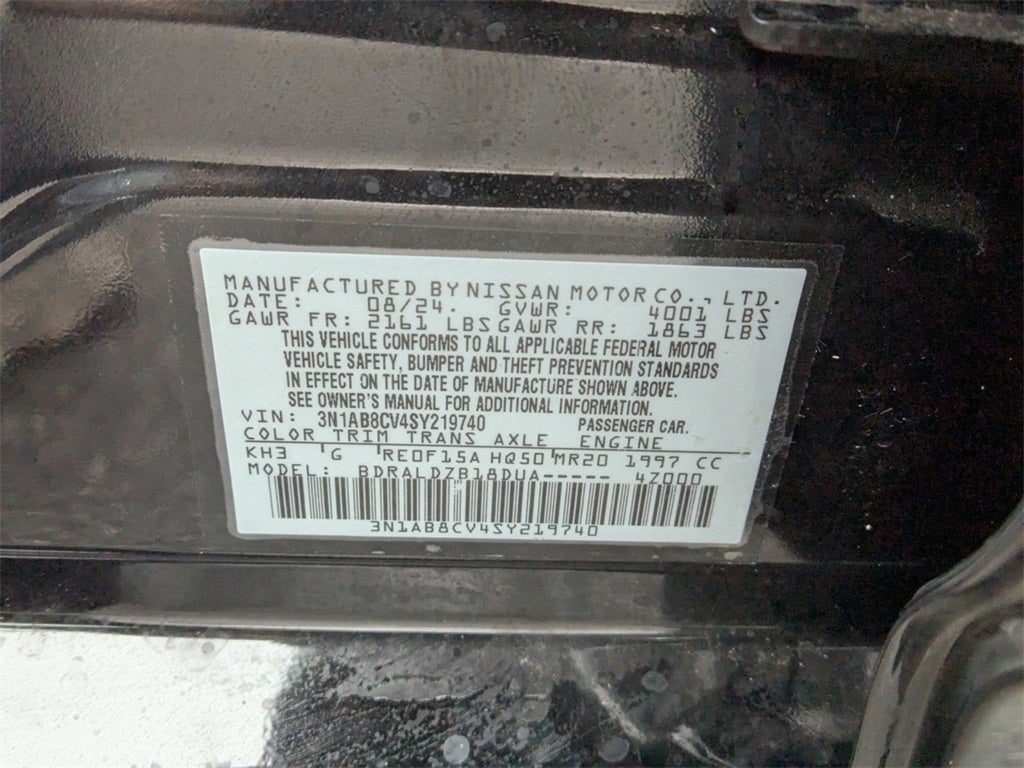 MANUFACTURED BY NISSAN MOTOR CO., LTD.
DATE: 08/24. GVWR: 4001 LBS
GAWR FR: 2161 LBS GAWR RR: 1863 LBS
THIS VEHICLE CONFORMS TO ALL APPLICABLE FEDERAL MOTOR
VEHICLE SAFETY, BUMPER AND THEFT PREVENTION STANDARDS
IN EFFECT ON THE DATE OF MANUFACTURE SHOWN ABOVE.
SEE OWNER'S MANUAL FOR ADDITIONAL INFORMATION.
VIN: 3N1AB8CV4SY219740 PASSENGER CAR.
COLOR TRIM TRANS AXLE ENGINE
KH3 G RE0F15A HQ50 MR20 1997 CC
MODEL: BDRALDZB18DUA----- 4Z000
3N1AB8CV4SY219740